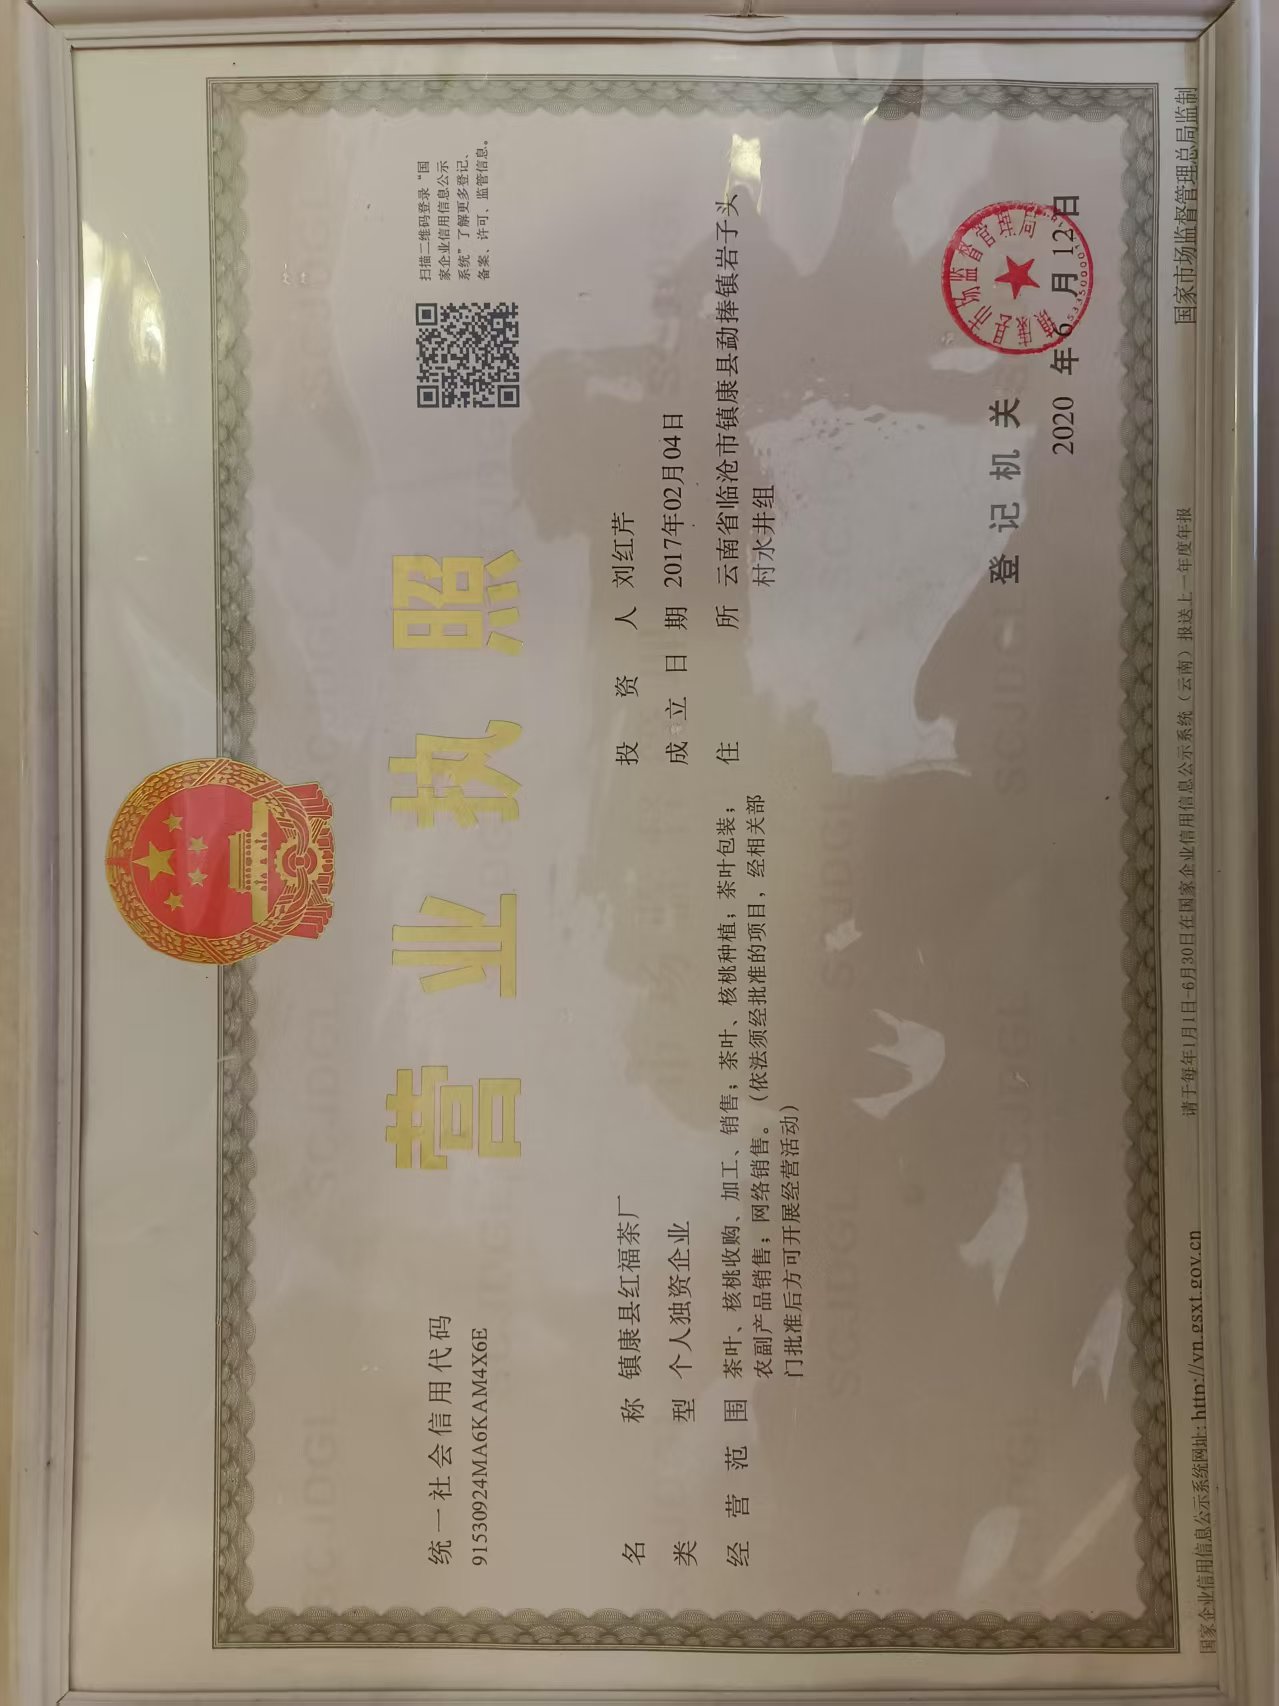 营业执照
统一社会信用代码
91530924MA6KAM4X6E
扫描二维码登录“国
家企业信用信息公示
系统”了解更多登记、
备案、许可、监管信息。
名称 镇康县红福茶厂
类型 个人独资企业
经营范围 茶叶、核桃收购、加工、销售；茶叶、核桃种植；茶叶包装；
农副产品销售；网络销售。（依法须经批准的项目，经相关部
门批准后方可开展经营活动）
投资人 刘红芹
成立日期 2017年02月04日
住所 云南省临沧市镇康县勐捧镇岩子头
村水井组
登记机关
2020 年 6 月 12 日
请于每年1月1日-6月30日在国家企业信用信息公示系统（云南）报送上一年度年报
国家企业信用信息公示系统网址: http://yn.gsxt.gov.cn
国家市场监督管理总局监制